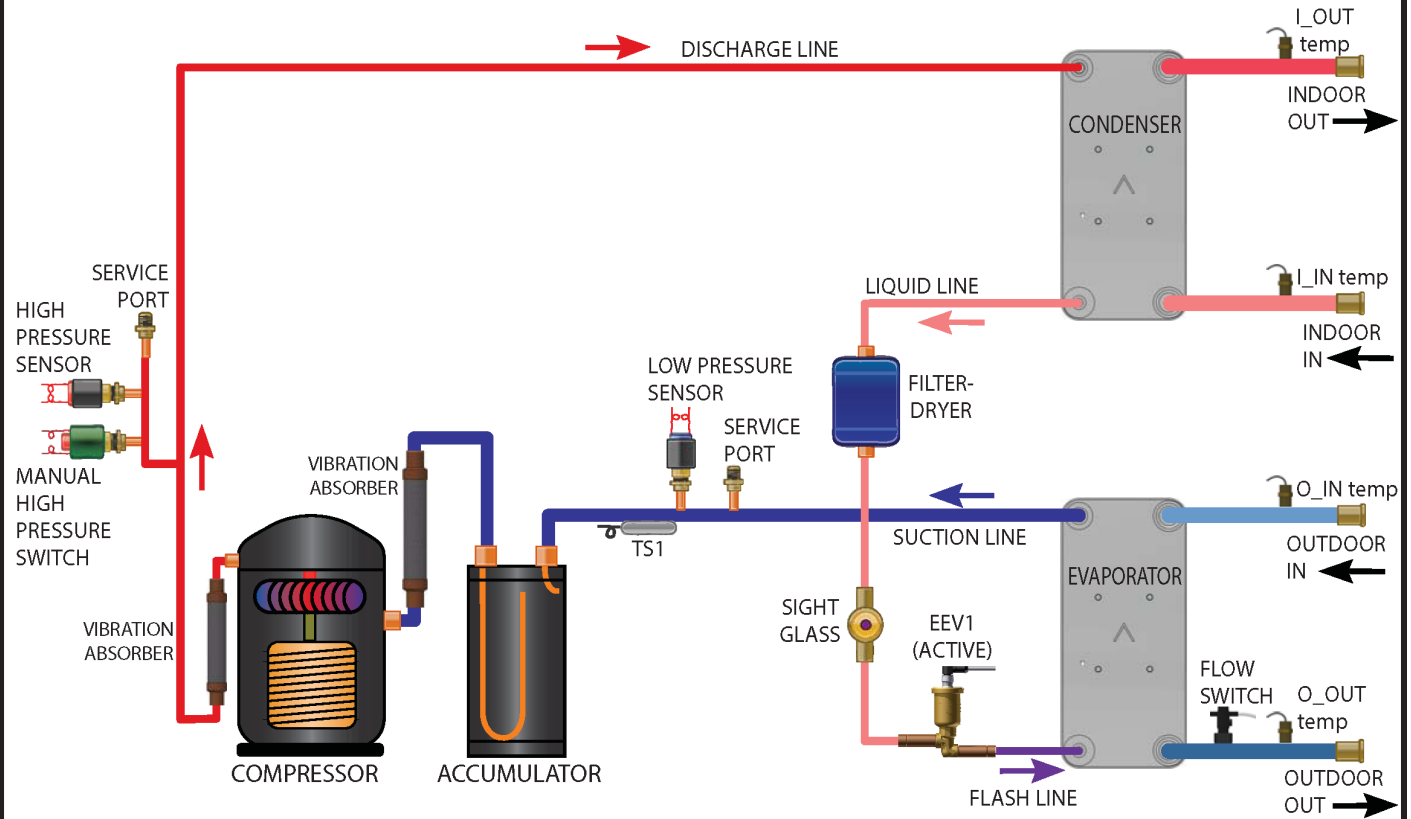 I_OUT
temp
DISCHARGE LINE
INDOOR
OUT
CONDENSER
SERVICE
PORT
HIGH
PRESSURE
SENSOR
MANUAL
HIGH
PRESSURE
SWITCH
LIQUID LINE
I_IN temp
INDOOR
IN
LOW PRESSURE
SENSOR
SERVICE
PORT
FILTER-
DRYER
VIBRATION
ABSORBER
TS1
SUCTION LINE
O_IN temp
OUTDOOR
IN
EVAPORATOR
VIBRATION
ABSORBER
SIGHT
GLASS
EEV1
(ACTIVE)
FLOW
SWITCH
O_OUT
temp
COMPRESSOR
ACCUMULATOR
FLASH LINE
OUTDOOR
OUT